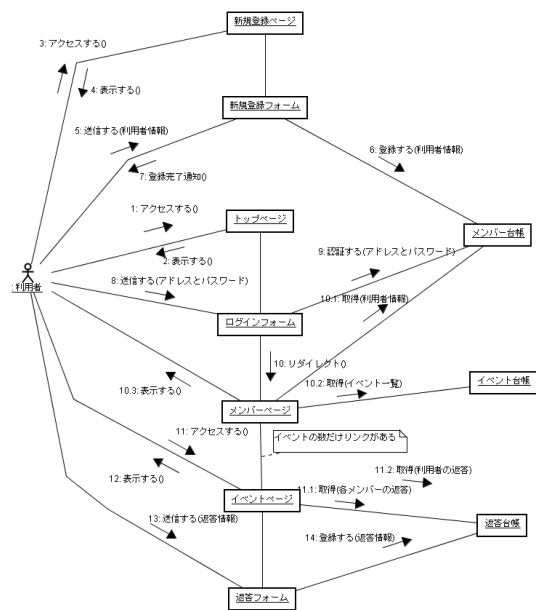 新規登録ページ
3: アクセスする()
4: 表示する()
新規登録フォーム
5: 送信する(利用者情報)
6: 登録する(利用者情報)
7: 登録完了通知()
1: アクセスする()
トップページ
メンバー台帳
2: 表示する()
9: 認証する(アドレスとパスワード)
: 利用者
8: 送信する(アドレスとパスワード)
10.1: 取得(利用者情報)
ログインフォーム
10: リダイレクト()
イベント台帳
10.3: 表示する()
10.2: 取得(イベント一覧)
メンバーページ
11: アクセスする()
イベントの数だけリンクがある
12: 表示する()
11.2: 取得(利用者の返答)
イベントページ
11.1: 取得(各メンバーの返答)
13: 送信する(返答情報)
返答台帳
14: 登録する(返答情報)
返答フォーム